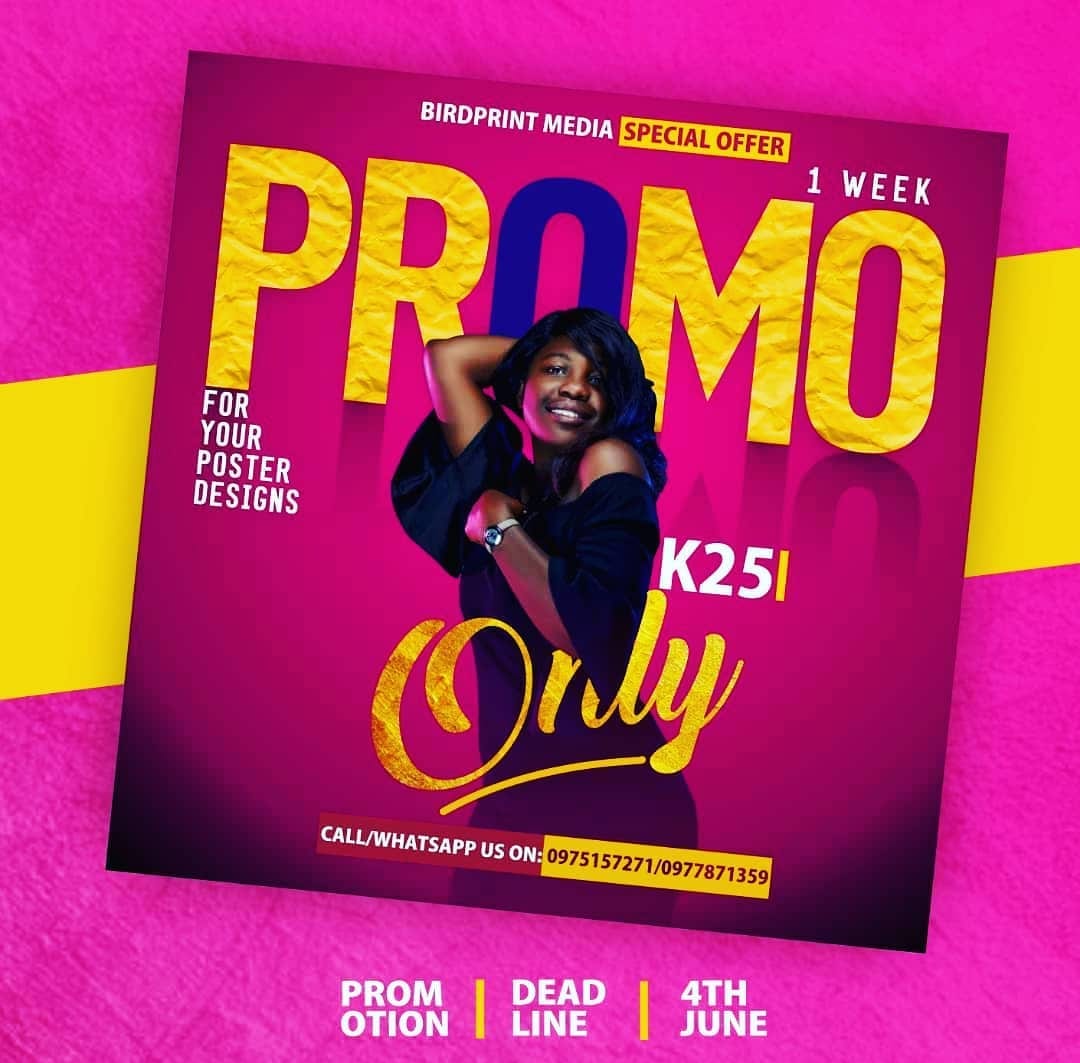 BIRDPRINT MEDIA SPECIAL OFFER
1 WEEK
PROMO
FOR
YOUR
POSTER
DESIGNS
K25
Only
CALL/WHATSAPP US ON: 0975157271/0977871359
PROM
OTION
DEAD
LINE
4TH
JUNE